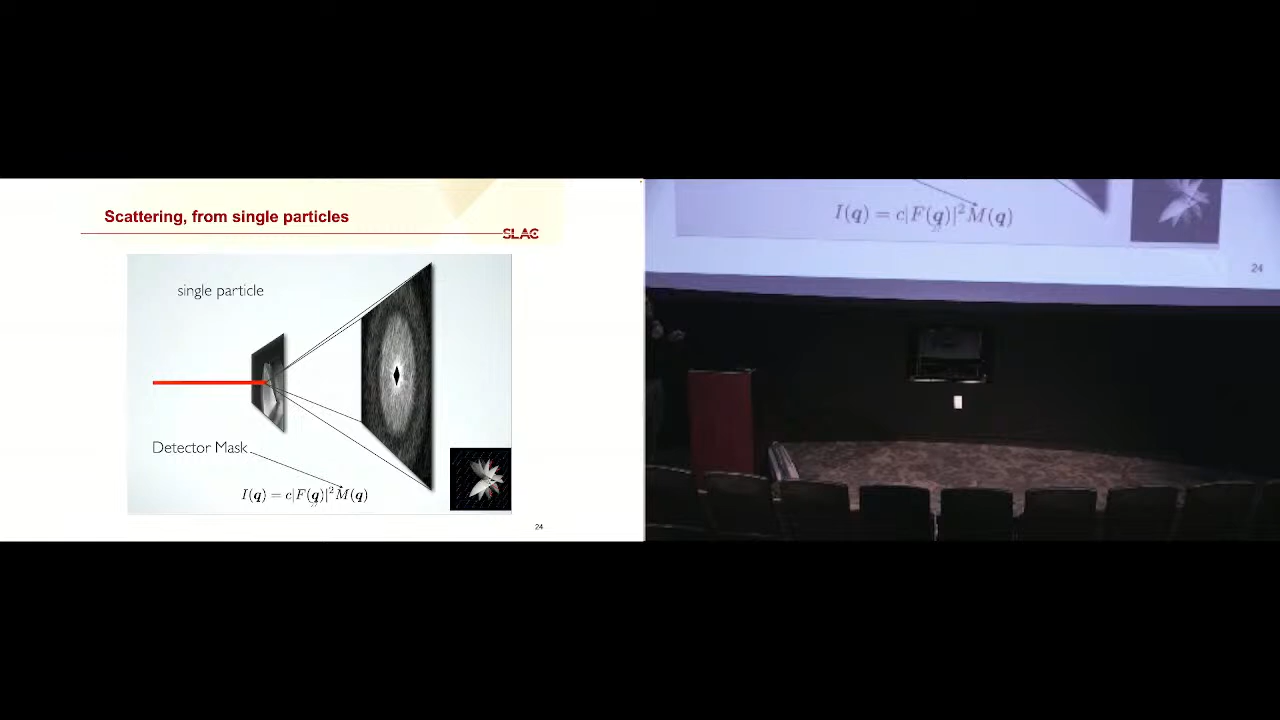 Scattering, from single particles
SLAC
single particle
Detector Mask
I(q) = c|F(q)|²M(q)
24
I(q) = c|F(q)|²M(q)
24